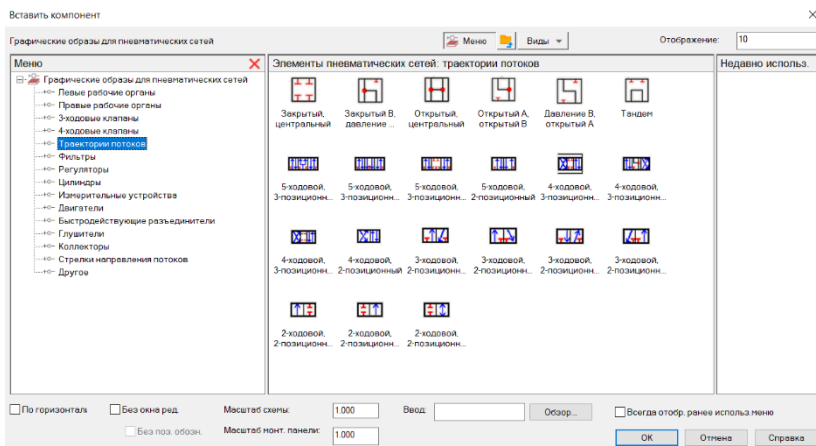 Вставить компонент
Графические образы для пневматических сетей
Меню
Виды
Отображение:
10
Меню
Графические образы для пневматических сетей
Левые рабочие органы
Правые рабочие органы
3-ходовые клапаны
4-ходовые клапаны
Траектории потоков
Фильтры
Регуляторы
Цилиндры
Измерительные устройства
Двигатели
Быстродействующие разъединители
Глушители
Коллекторы
Стрелки направления потоков
Другое
Элементы пневматических сетей: траектории потоков
Закрытый, Закрытый B, Открытый, Открытый A, Давление B, Тандем
центральный давление ... центральный открытый B открытый A
5-ходовой, 5-ходовой, 5-ходовой, 5-ходовой, 4-ходовой, 4-ходовой,
3-позиционн... 3-позиционн... 3-позиционн... 2-позиционный 3-позиционн... 3-позиционн...
4-ходовой, 4-ходовой, 3-ходовой, 3-ходовой, 3-ходовой, 3-ходовой,
3-позиционн... 2-позиционный 2-позиционн... 2-позиционн... 2-позиционн... 2-позиционн...
2-ходовой, 2-ходовой, 2-ходовой,
2-позиционн... 2-позиционн... 2-позиционн...
Недавно использ.
По горизонтали
Без окна ред.
Масштаб схемы:
1.000
Ввод:
Обзор...
Всегда отобр. ранее использ.меню
Без поз. обозн.
Масштаб монт. панели:
1.000
ОК
Отмена
Справка